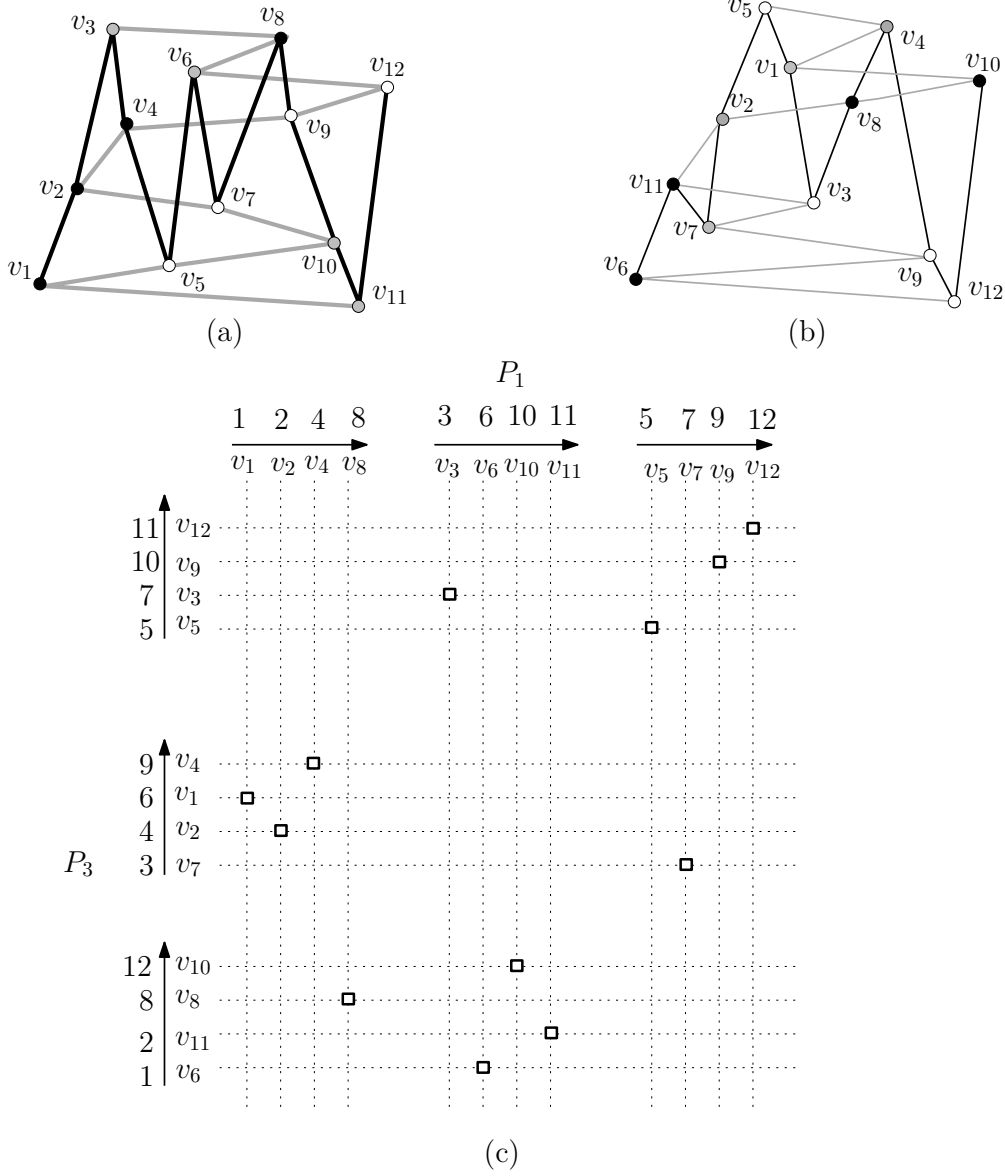 v3
v8
v6
v12
v4
v9
v2
v7
v1
v5
v10
v11
(a)
v5
v4
v1
v10
v2
v8
v11
v3
v7
v6
v9
v12
(b)
P1
1 2 4 8 3 6 10 11 5 7 9 12
v1 v2 v4 v8 v3 v6 v10 v11 v5 v7 v9 v12
11 v12
10 v9
7 v3
5 v5
9 v4
6 v1
4 v2
P3 3 v7
12 v10
8 v8
2 v11
1 v6
(c)